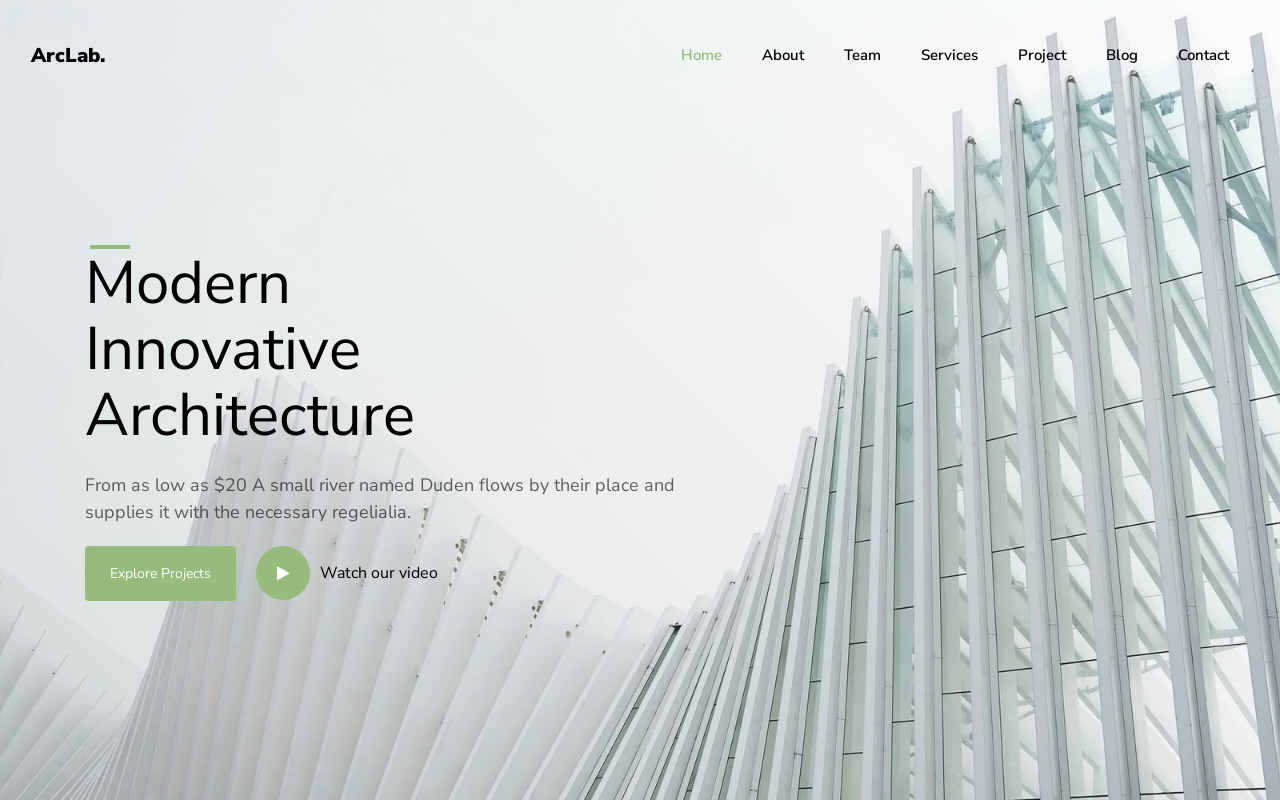 ArcLab.
Home About Team Services Project Blog Contact
Modern
Innovative
Architecture
From as low as $20 A small river named Duden flows by their place and
supplies it with the necessary regelialia.
Explore Projects
Watch our video